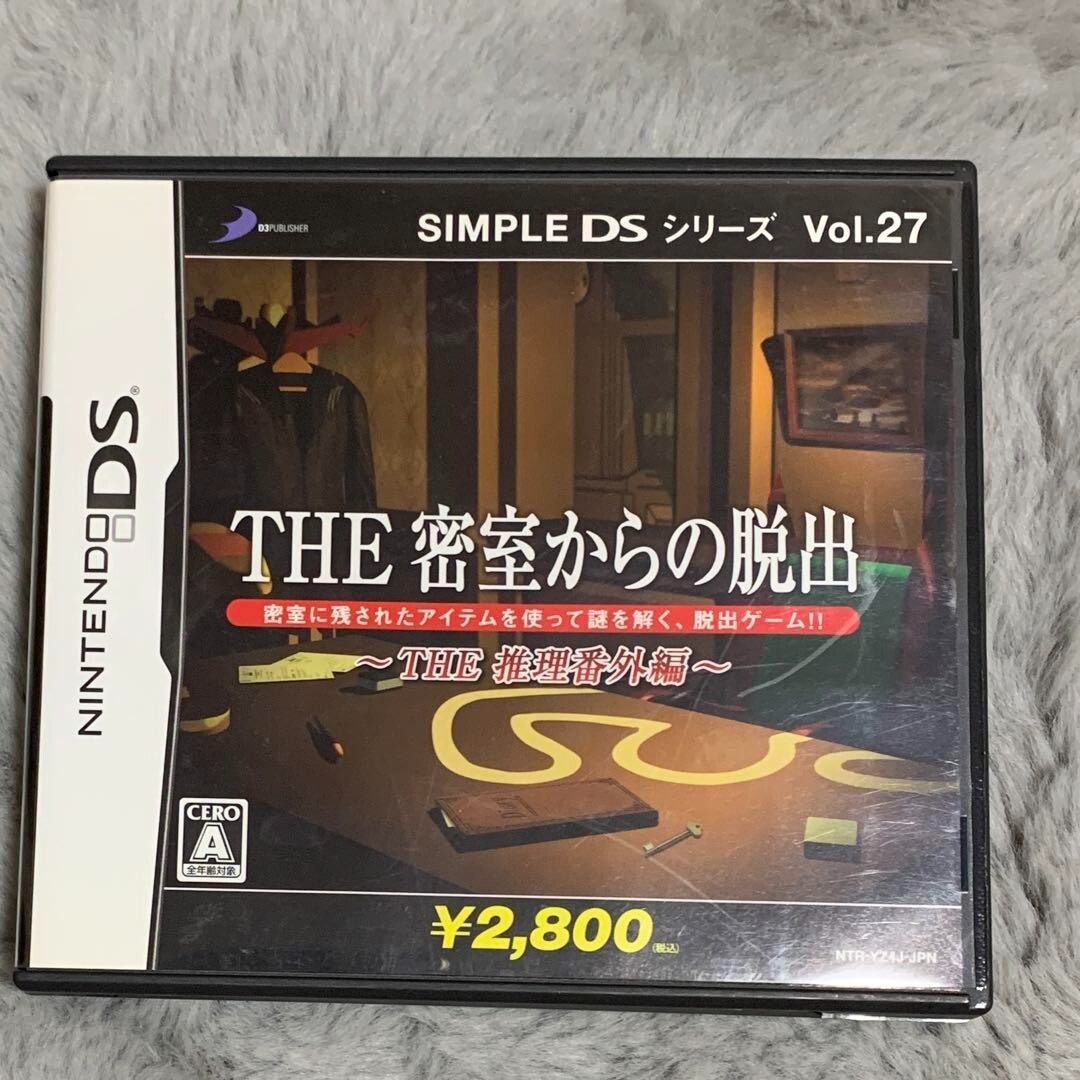 D3PUBLISHER
SIMPLE DS シリーズ Vol.27
NINTENDO DS®
THE 密室からの脱出
密室に残されたアイテムを使って謎を解く、脱出ゲーム!!
～THE 推理番外編～
Diary
CERO
A
全年齢対象
¥2,800(税込)
NTR-YZ4J-JPN